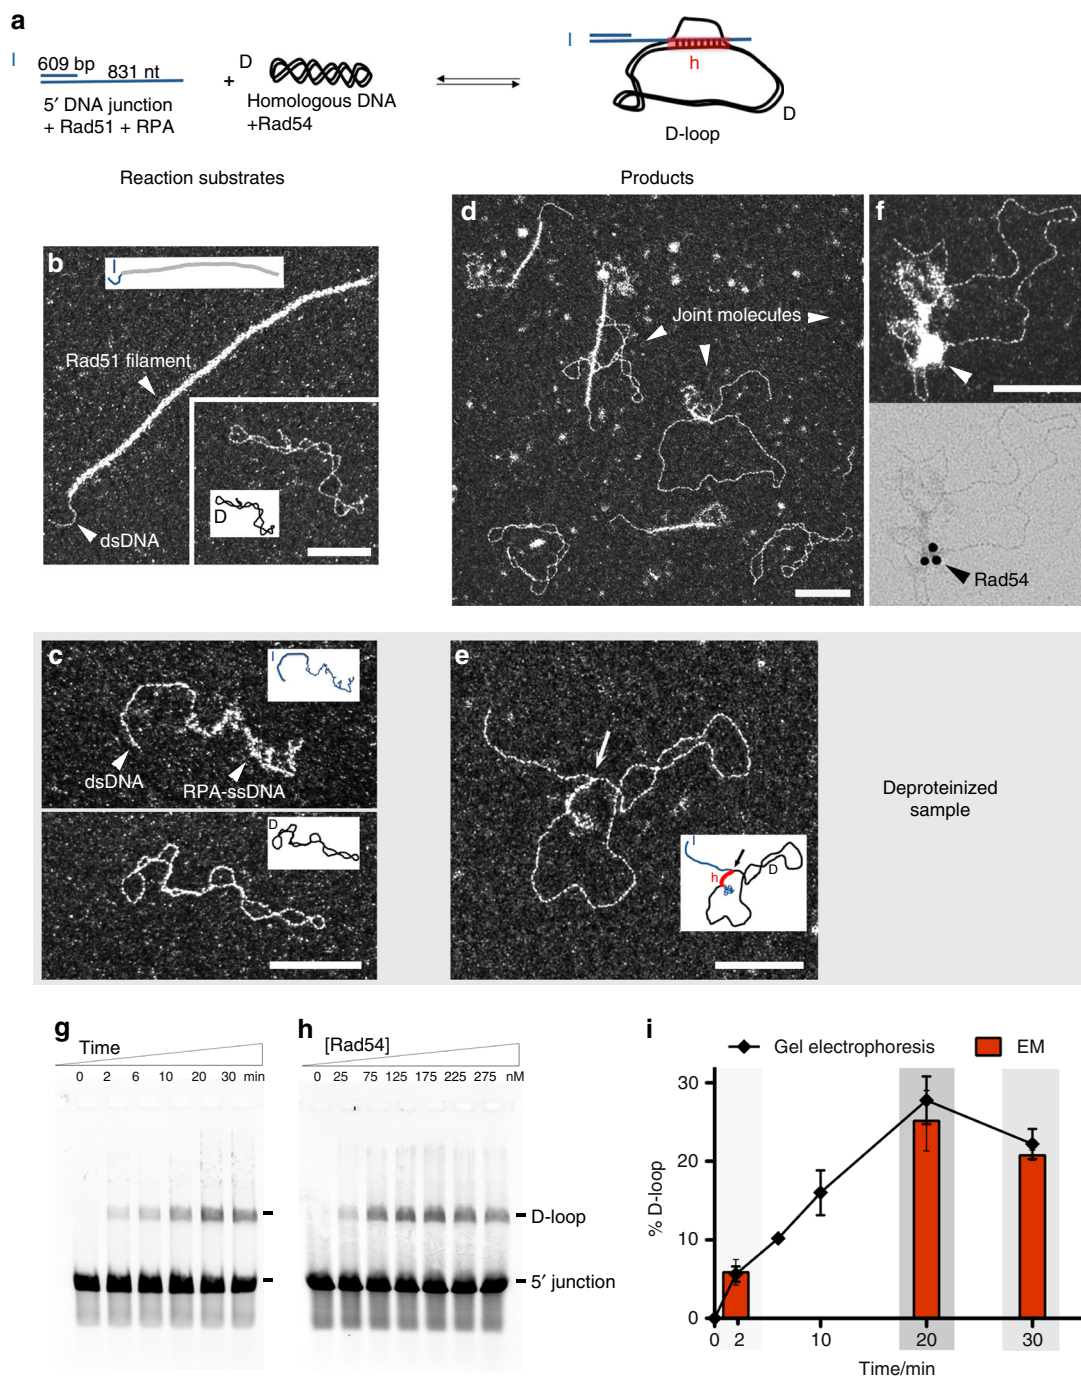 a
I
609 bp
831 nt
5′ DNA junction
+ Rad51 + RPA
+
D
Homologous DNA
+Rad54
I
h
D
D-loop
Reaction substrates
Products
b
I
Rad51 filament
dsDNA
D
d
Joint molecules
f
Rad54
c
I
dsDNA
RPA-ssDNA
D
e
I
h
D
Deproteinized
sample
g
Time
0 2 6 10 20 30 min
h
[Rad54]
0 25 75 125 175 225 275 nM
D-loop
5′ junction
i
Gel electrophoresis
EM
% D-loop
30
20
10
0
0 2 10 20 30
Time/min